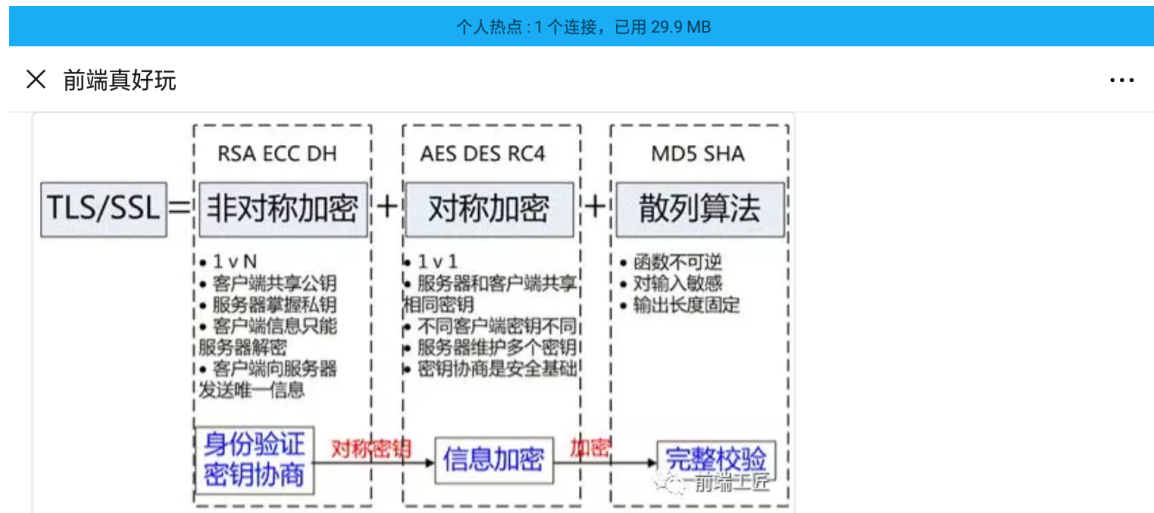 个人热点 : 1 个连接，已用 29.9 MB
前端真好玩
RSA ECC DH
AES DES RC4
MD5 SHA
TLS/SSL = 非对称加密 + 对称加密 + 散列算法
• 1 v N
• 客户端共享公钥
• 服务器掌握私钥
• 客户端信息只能
服务器解密
• 客户端向服务器
发送唯一信息
• 1 v 1
• 服务器和客户端共享
相同密钥
• 不同客户端密钥不同
• 服务器维护多个密钥
• 密钥协商是安全基础
• 函数不可逆
• 对输入敏感
• 输出长度固定
身份验证
密钥协商
对称密钥
信息加密
加密
完整校验
前端工匠